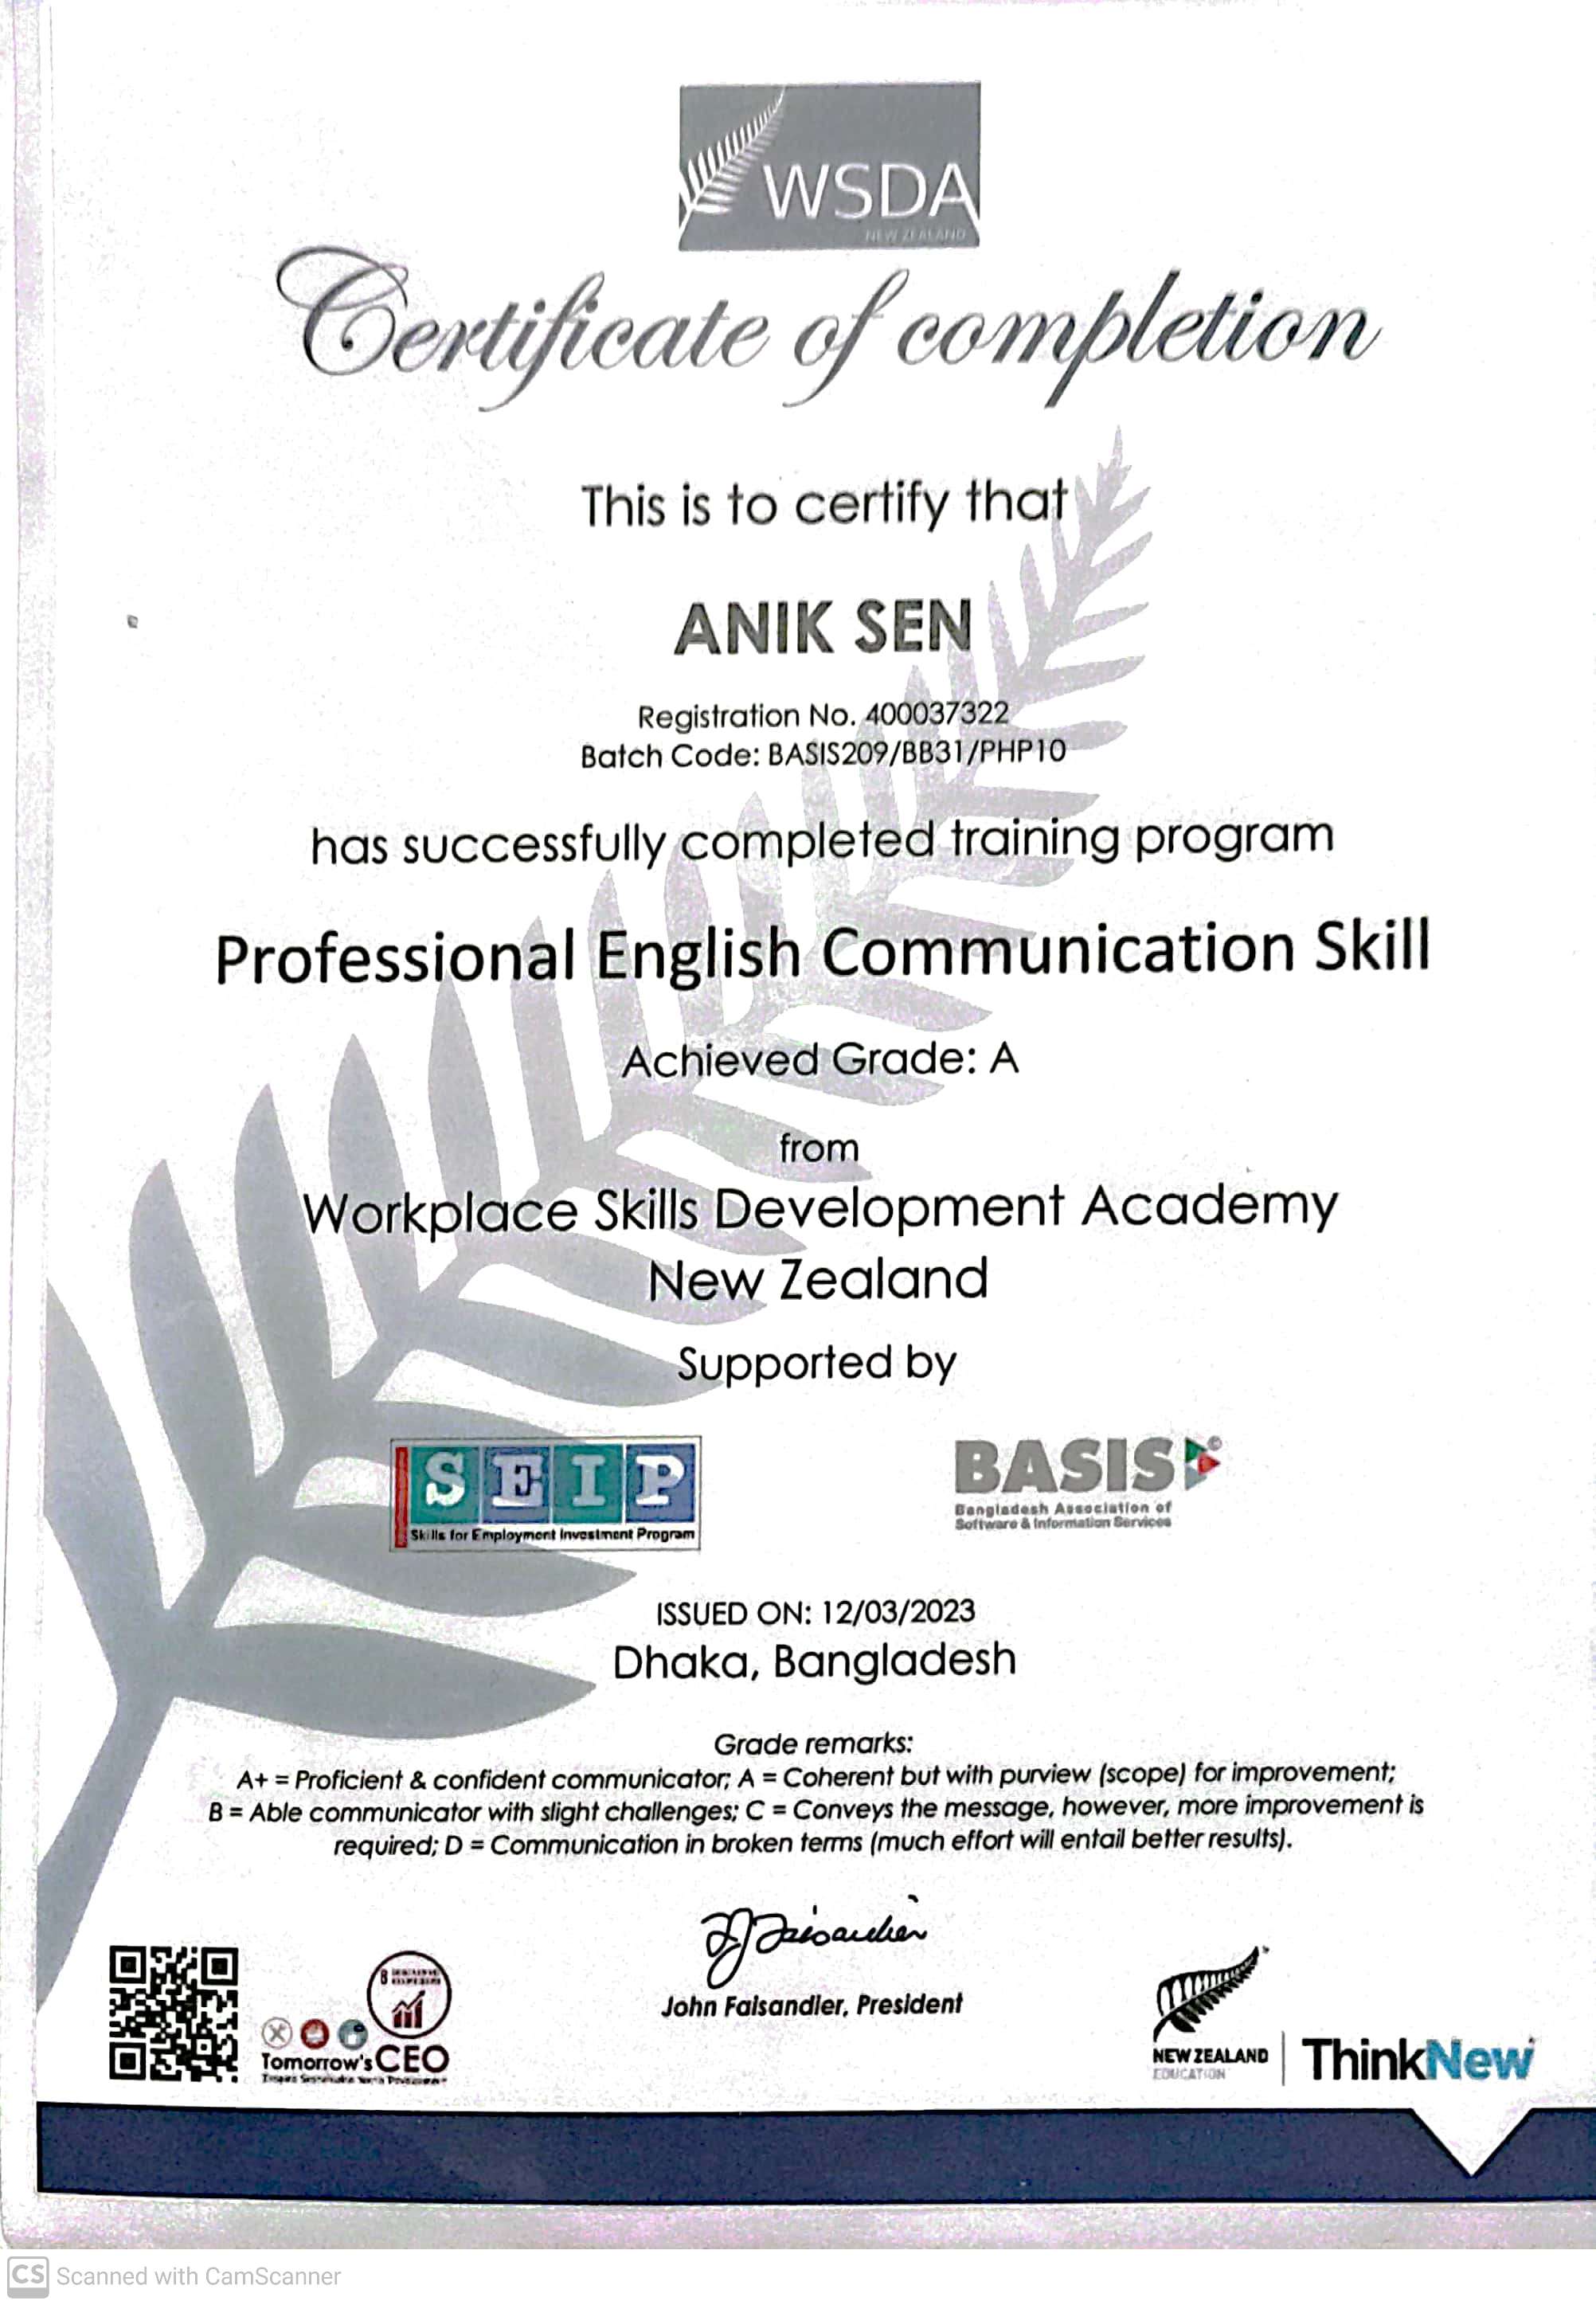 WSDA
NEW ZEALAND
Certificate of completion
This is to certify that
ANIK SEN
Registration No. 400037322
Batch Code: BASIS209/BB31/PHP10
has successfully completed training program
Professional English Communication Skill
Achieved Grade: A
from
Workplace Skills Development Academy
New Zealand
Supported by
SEIP
Skills for Employment Investment Program
BASIS
Bangladesh Association of
Software & Information Services
ISSUED ON: 12/03/2023
Dhaka, Bangladesh
Grade remarks:
A+ = Proficient & confident communicator; A = Coherent but with purview (scope) for improvement;
B = Able communicator with slight challenges; C = Conveys the message, however, more improvement is
required; D = Communication in broken terms (much effort will entail better results).
John Faisandier, President
Tomorrow's CEO
NEW ZEALAND
EDUCATION
ThinkNew
CS Scanned with CamScanner